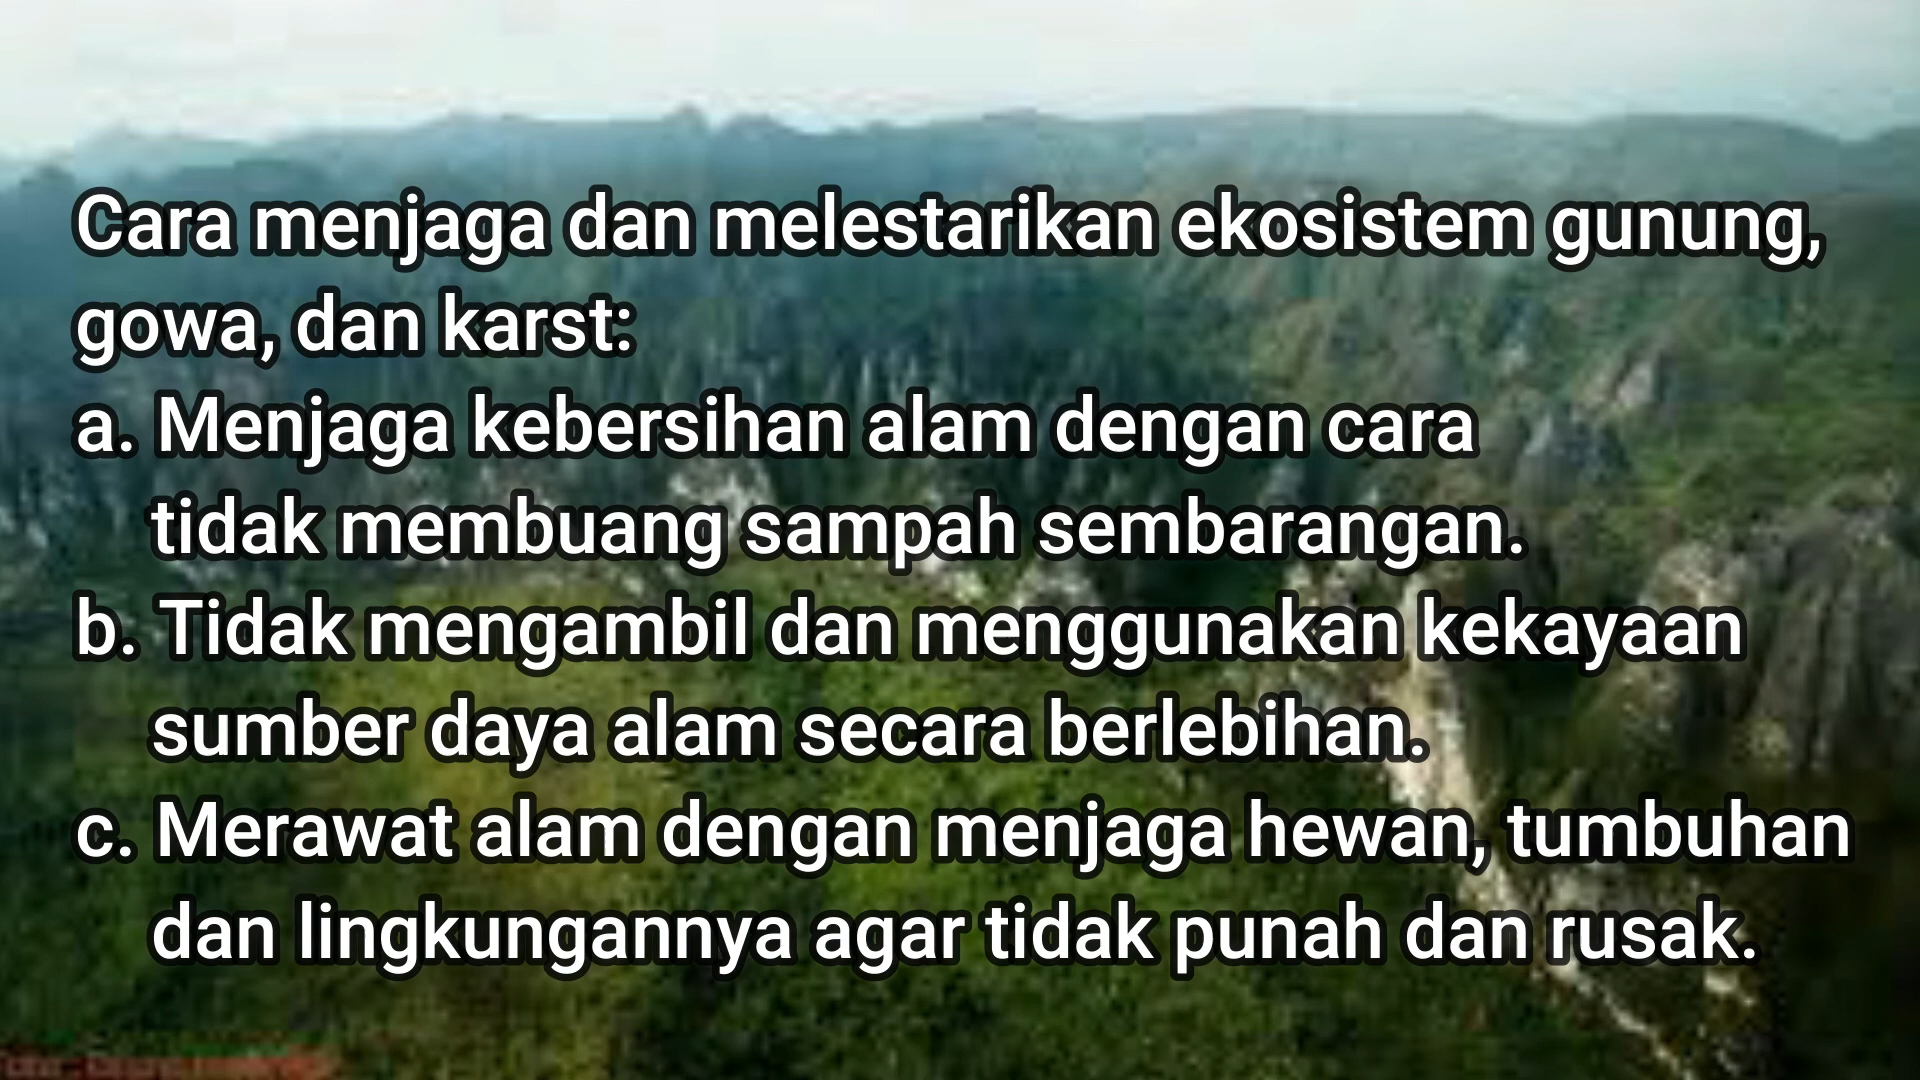 Cara menjaga dan melestarikan ekosistem gunung,
gowa, dan karst:
a. Menjaga kebersihan alam dengan cara
tidak membuang sampah sembarangan.
b. Tidak mengambil dan menggunakan kekayaan
sumber daya alam secara berlebihan.
c. Merawat alam dengan menjaga hewan, tumbuhan
dan lingkungannya agar tidak punah dan rusak.